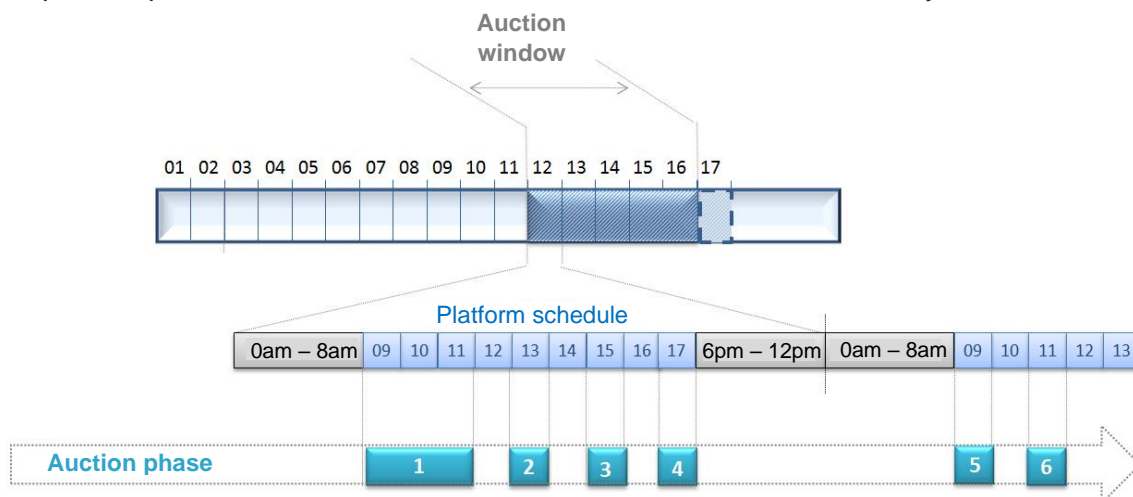 Auction
window
01 02 03 04 05 06 07 08 09 10 11 12 13 14 15 16 17
Platform schedule
0am – 8am 09 10 11 12 13 14 15 16 17 6pm – 12pm 0am – 8am 09 10 11 12 13
Auction phase 1 2 3 4 5 6